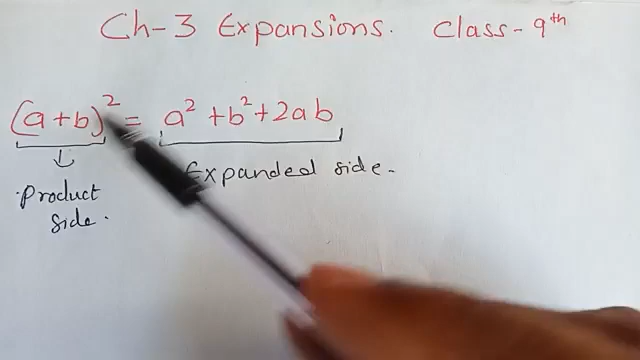 Ch-3 Expansions. Class-9th
(a+b)² = a² + b² + 2ab
Product side.
Expanded side.